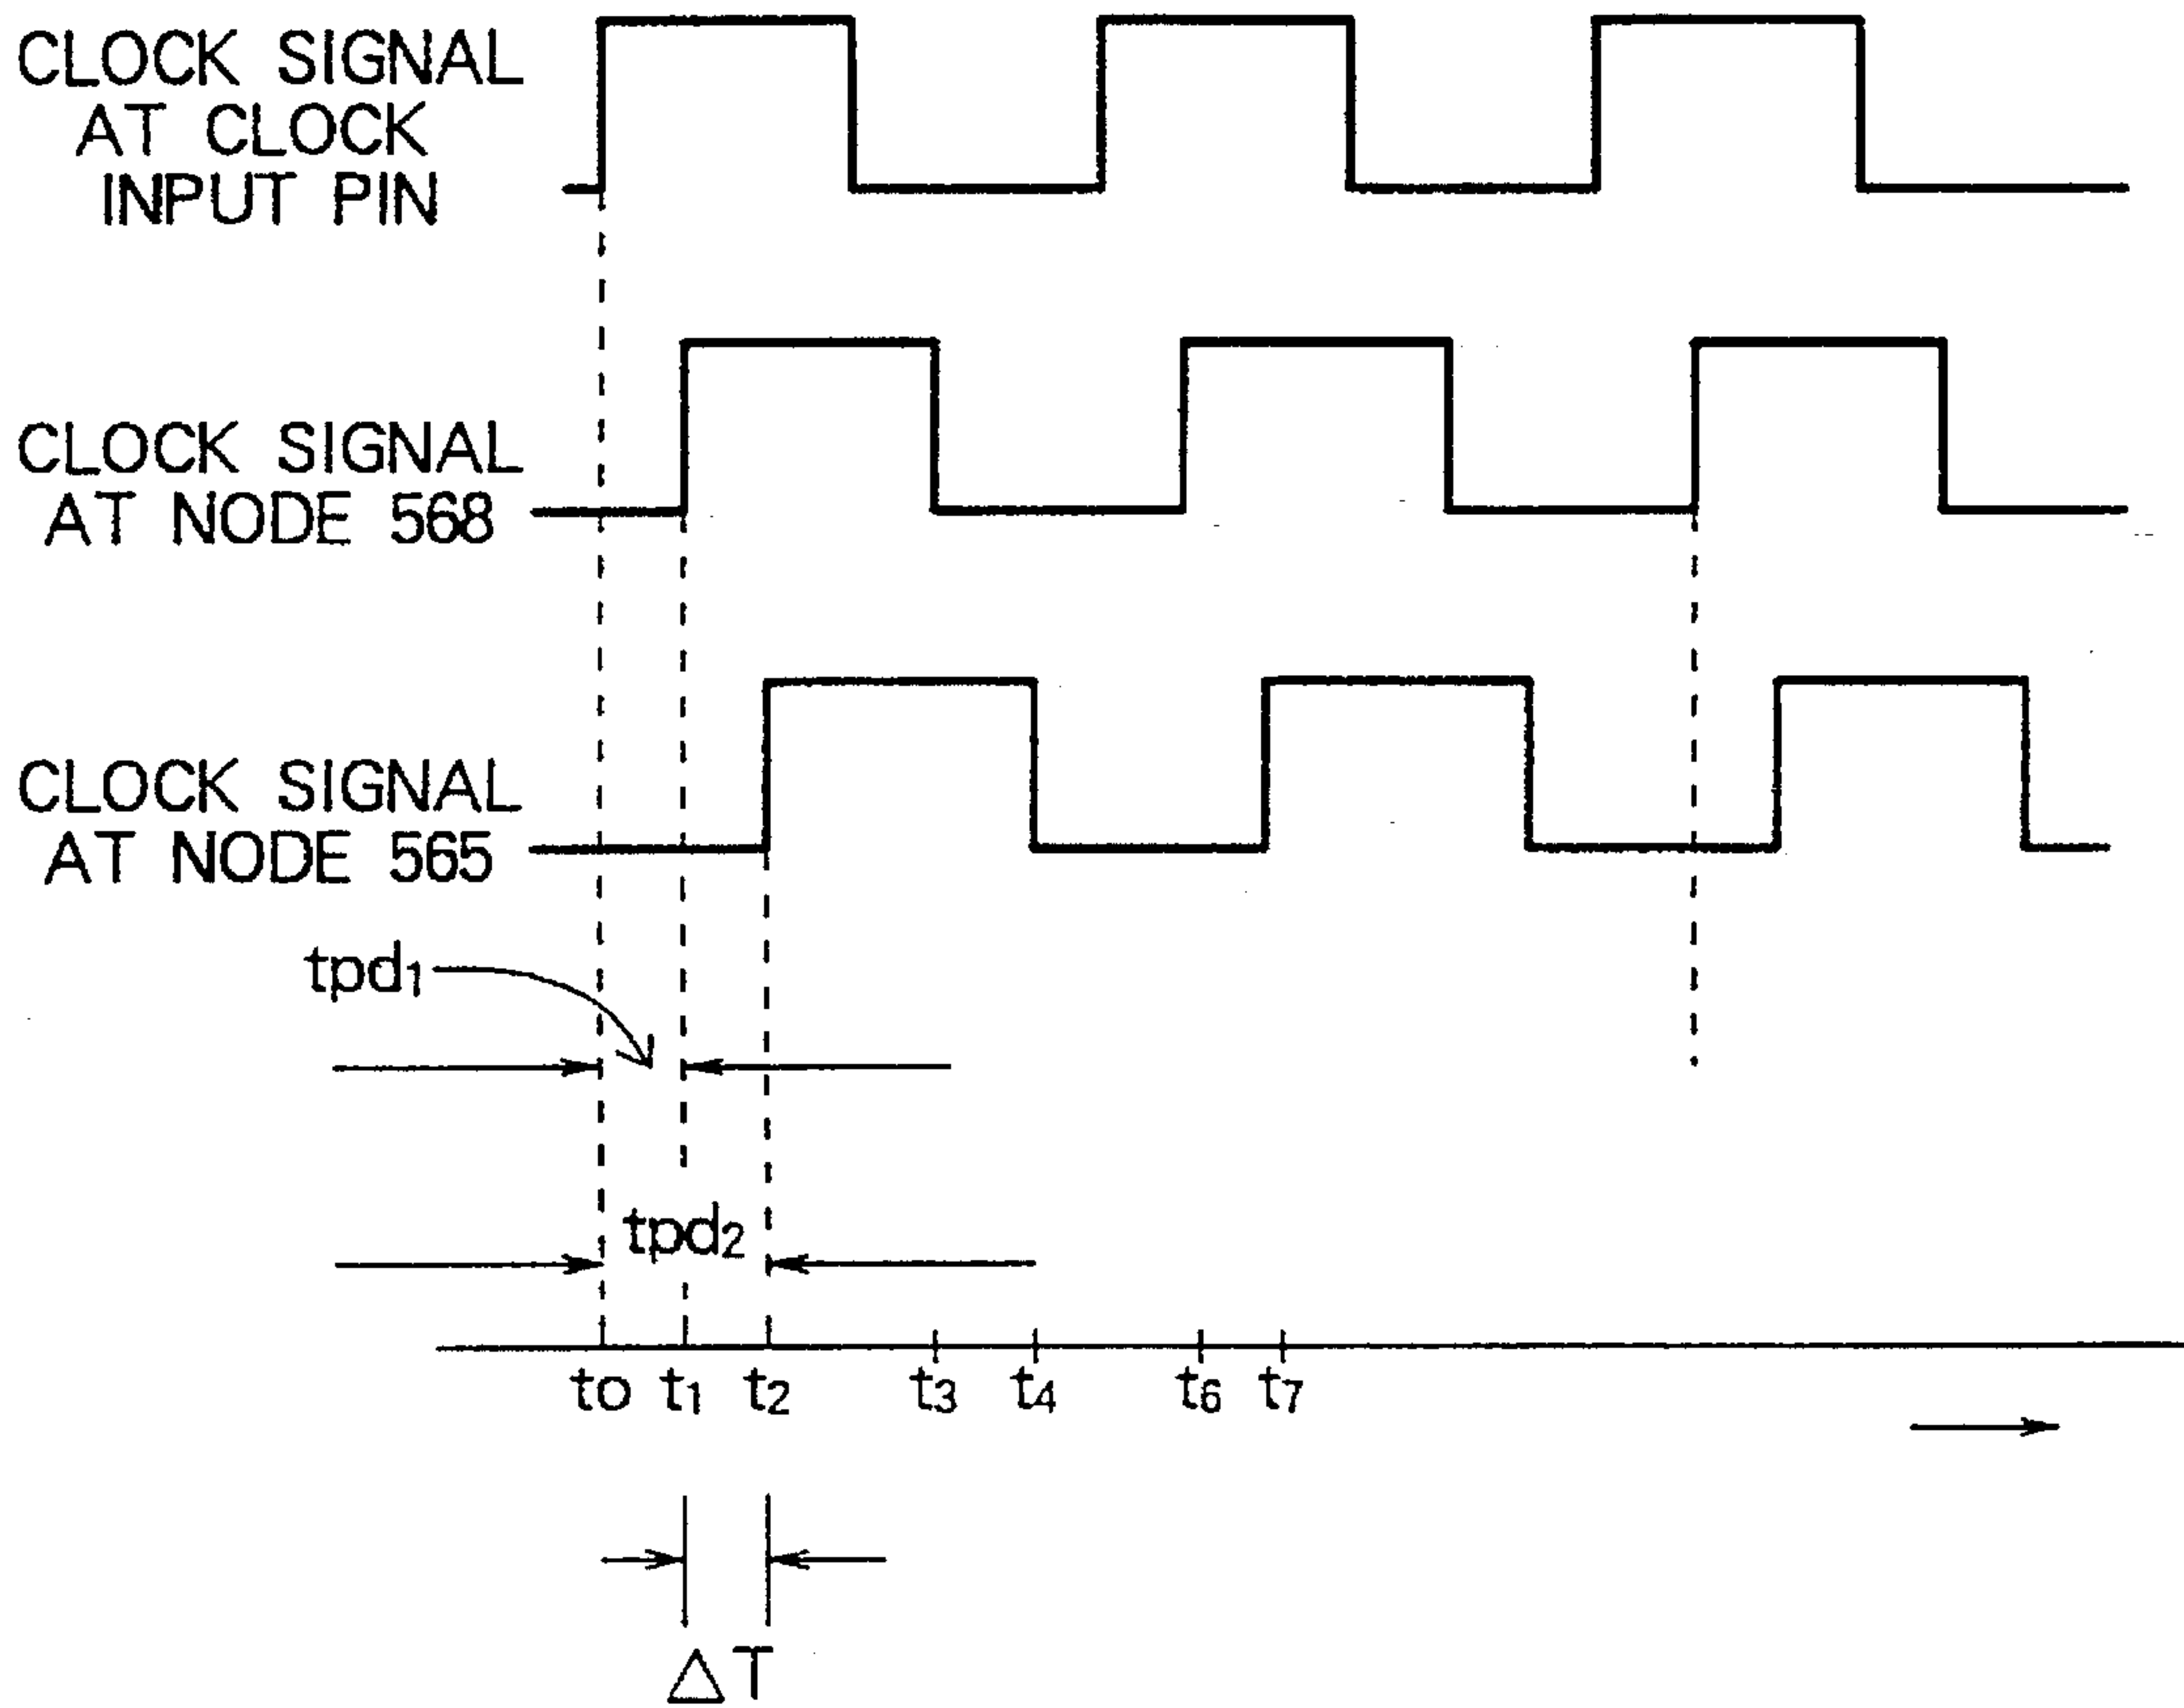 CLOCK SIGNAL
AT CLOCK
INPUT PIN
CLOCK SIGNAL
AT NODE 568
CLOCK SIGNAL
AT NODE 565
tpd1
tpd2
to t1 t2 t3 t4 t6 t7
△T